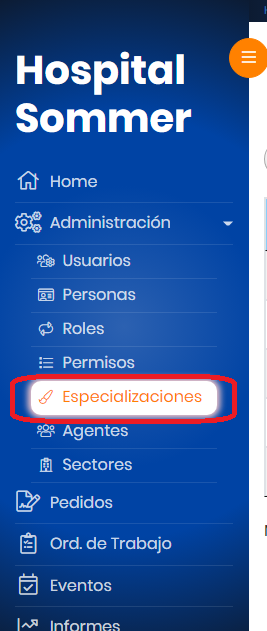 Hospital
Sommer
Home
Administración
Usuarios
Personas
Roles
Permisos
Especializaciones
Agentes
Sectores
Pedidos
Ord. de Trabajo
Eventos
Informes